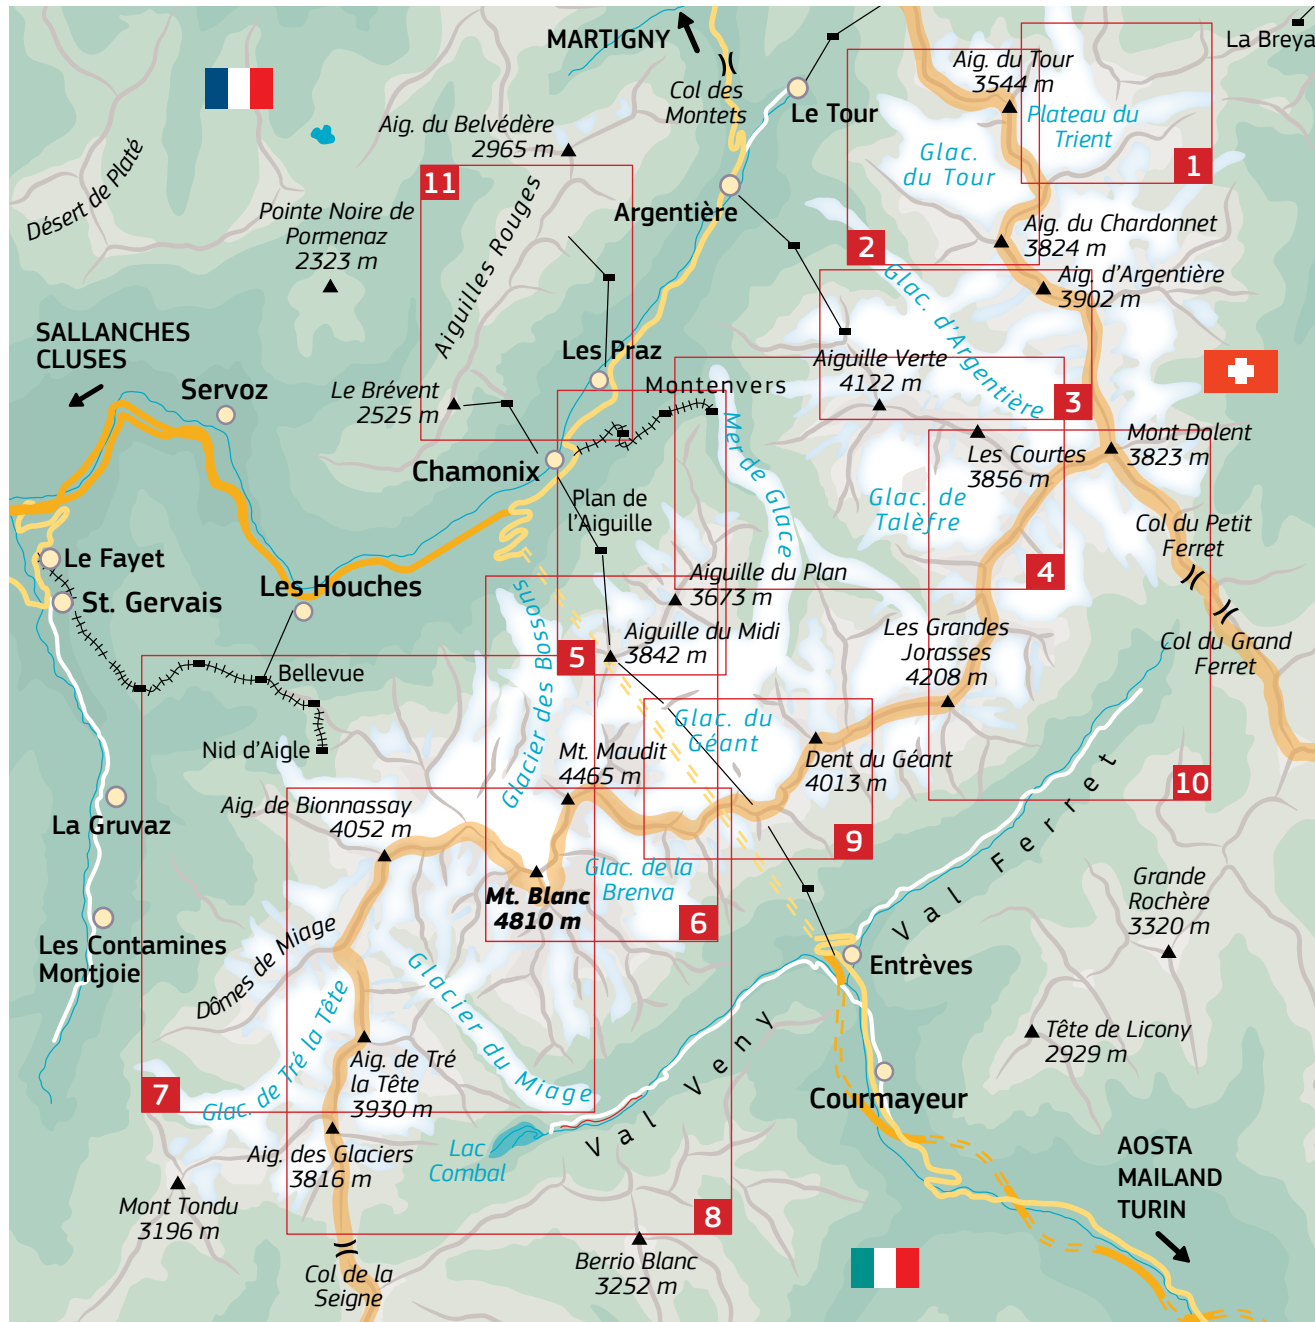 MARTIGNY
La Breya
Col des
Montets
Le Tour
Aig. du Tour
3544 m
Plateau du
Trient
1
Aig. du Belvédère
2965 m
Glac.
du Tour
Désert de Platé
11
Pointe Noire de
Pormenaz
2323 m
Argentière
Aiguilles Rouges
2
Aig. du Chardonnet
3824 m
Aig. d'Argentière
3902 m
Glac. d'Argentière
SALLANCHES
CLUSES
Les Praz
Aiguille Verte
4122 m
3
Servoz
Le Brévent
2525 m
Montenvers
Mer de Glace
Mont Dolent
3823 m
Les Courtes
3856 m
Chamonix
Plan de
l'Aiguille
Glac. de
Talèfre
Col du Petit
Ferret
Le Fayet
St. Gervais
Les Houches
Aiguille du Plan
3673 m
4
Glacier des Bossons
Aiguille du Midi
3842 m
5
Les Grandes
Jorasses
4208 m
Col du Grand
Ferret
Bellevue
Nid d'Aigle
Glac. du
Géant
Mt. Maudit
4465 m
Dent du Géant
4013 m
10
La Gruvaz
Aig. de Bionnassay
4052 m
9
Val Ferret
Glac. de la
Brenva
Mt. Blanc
4810 m
6
Grande
Rochère
3320 m
Les Contamines
Montjoie
Dômes de Miage
Entrèves
Glacier du Miage
Glac. de Tré la Tête
Val Veny
Tête de Licony
2929 m
Aig. de Tré
la Tête
3930 m
7
Courmayeur
Aig. des Glaciers
3816 m
Lac
Combal
AOSTA
MAILAND
TURIN
Mont Tondu
3196 m
8
Col de la
Seigne
Berrio Blanc
3252 m